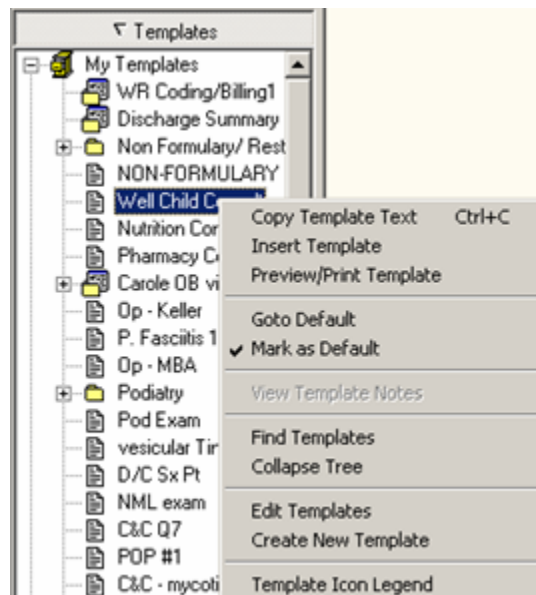 Templates
My Templates
WR Coding/Billing1
Discharge Summary
Non Formulary/ Rest
NON-FORMULARY
Well Child
Nutrition
Pharmacy
Carole OB
Op - Keller
P. Fasciitis 1
Op - MBA
Podiatry
Pod Exam
vesicular
D/C Sx Pt
NML exam
C&C Q7
POP #1
C&C - mycoti
Copy Template Text Ctrl+C
Insert Template
Preview/Print Template
Goto Default
Mark as Default
View Template Notes
Find Templates
Collapse Tree
Edit Templates
Create New Template
Template Icon Legend